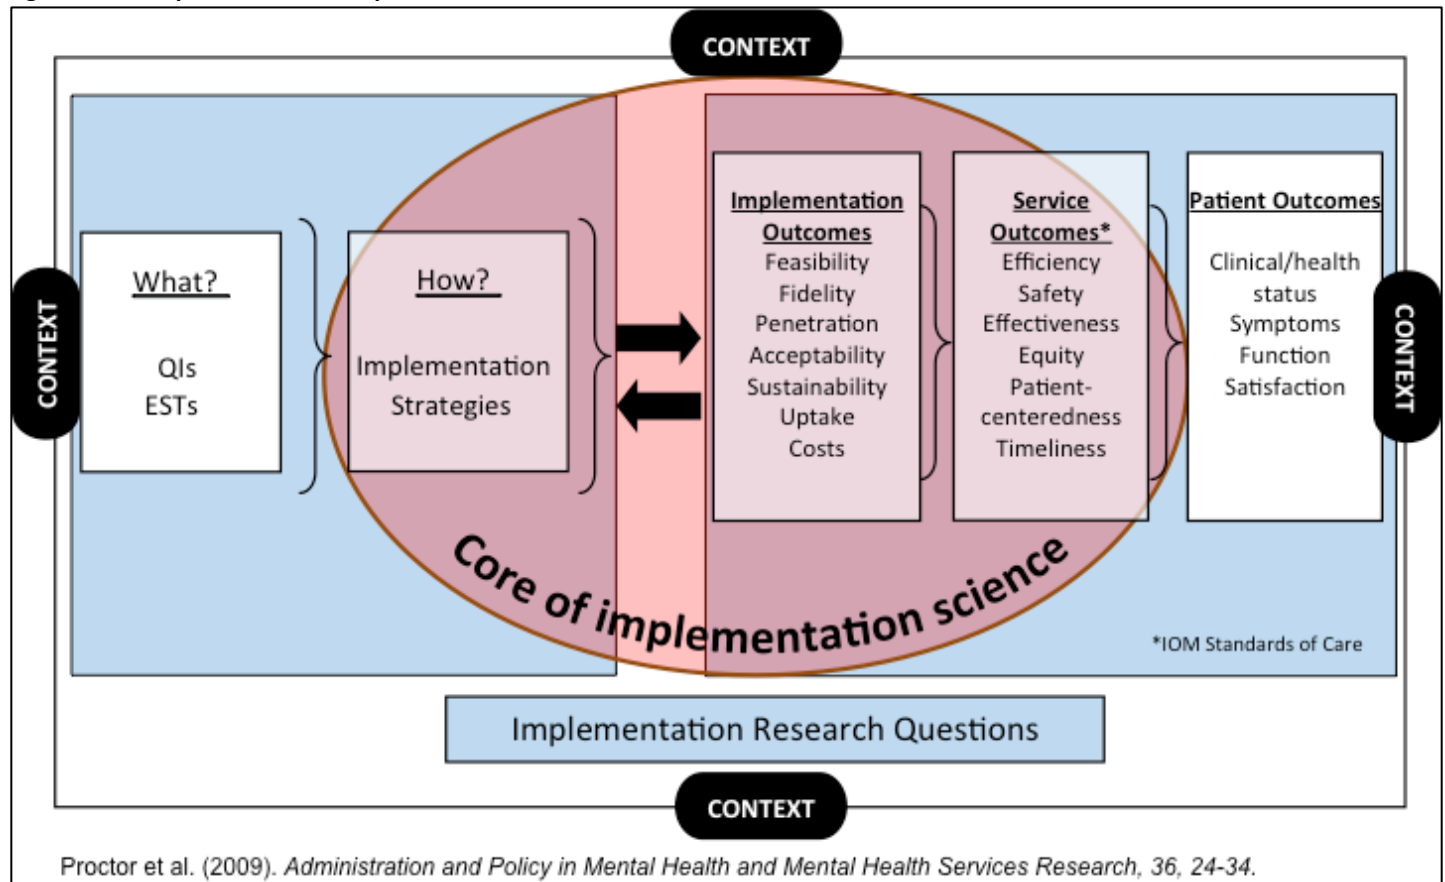 CONTEXT
CONTEXT
What?
QIs
ESTs
How?
Implementation
Strategies
Implementation
Outcomes
Feasibility
Fidelity
Penetration
Acceptability
Sustainability
Uptake
Costs
Service
Outcomes*
Efficiency
Safety
Effectiveness
Equity
Patient-
centeredness
Timeliness
Patient Outcomes
Clinical/health
status
Symptoms
Function
Satisfaction
CONTEXT
Core of implementation science
*IOM Standards of Care
Implementation Research Questions
CONTEXT
Proctor et al. (2009). Administration and Policy in Mental Health and Mental Health Services Research, 36, 24-34.